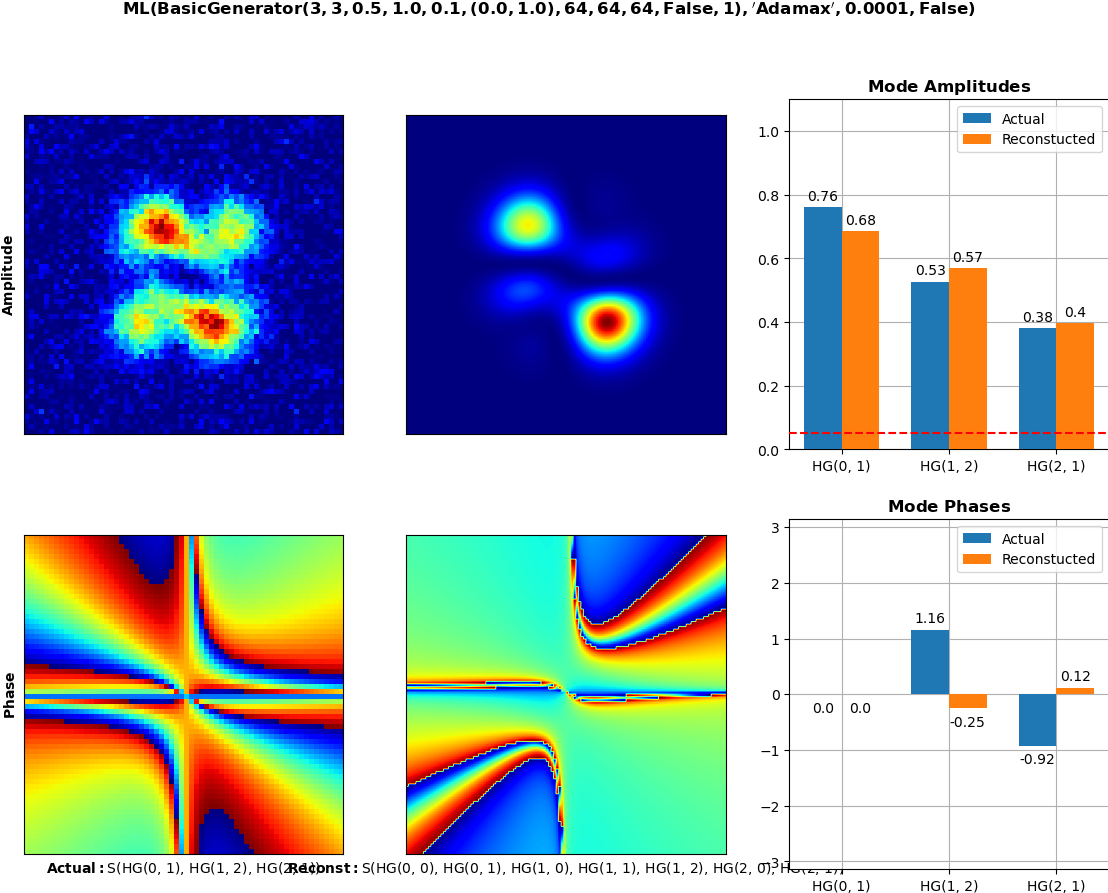 ML(BasicGenerator(3, 3, 0.5, 1.0, 0.1, (0.0, 1.0), 64, 64, 64, False, 1), 'Adamax', 0.0001, False)
Amplitude
Mode Amplitudes
Actual
Reconstucted
1.0
0.8
0.6
0.4
0.2
0.0
0.76
0.68
0.53
0.57
0.38
0.4
HG(0, 1)
HG(1, 2)
HG(2, 1)
Phase
Mode Phases
Actual
Reconstucted
3
2
1
0
−1
−2
−3
0.0
0.0
1.16
-0.25
-0.92
0.12
HG(0, 1)
HG(1, 2)
HG(2, 1)
Actual: S(HG(0, 1), HG(1, 2), HG(2, 1))
Reconst: S(HG(0, 0), HG(0, 1), HG(1, 0), HG(1, 1), HG(1, 2), HG(2, 0), HG(2, 1))